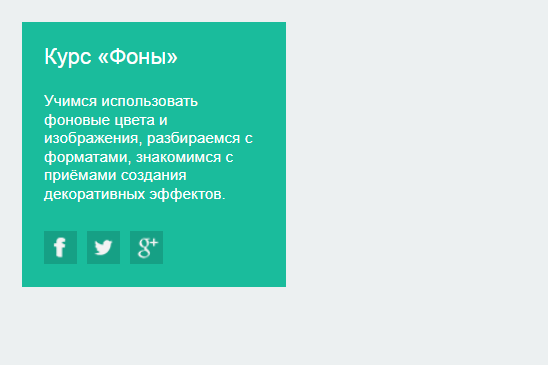 Курс «Фоны»
Учимся использовать
фоновые цвета и
изображения, разбираемся с
форматами, знакомимся с
приёмами создания
декоративных эффектов.
f
g+